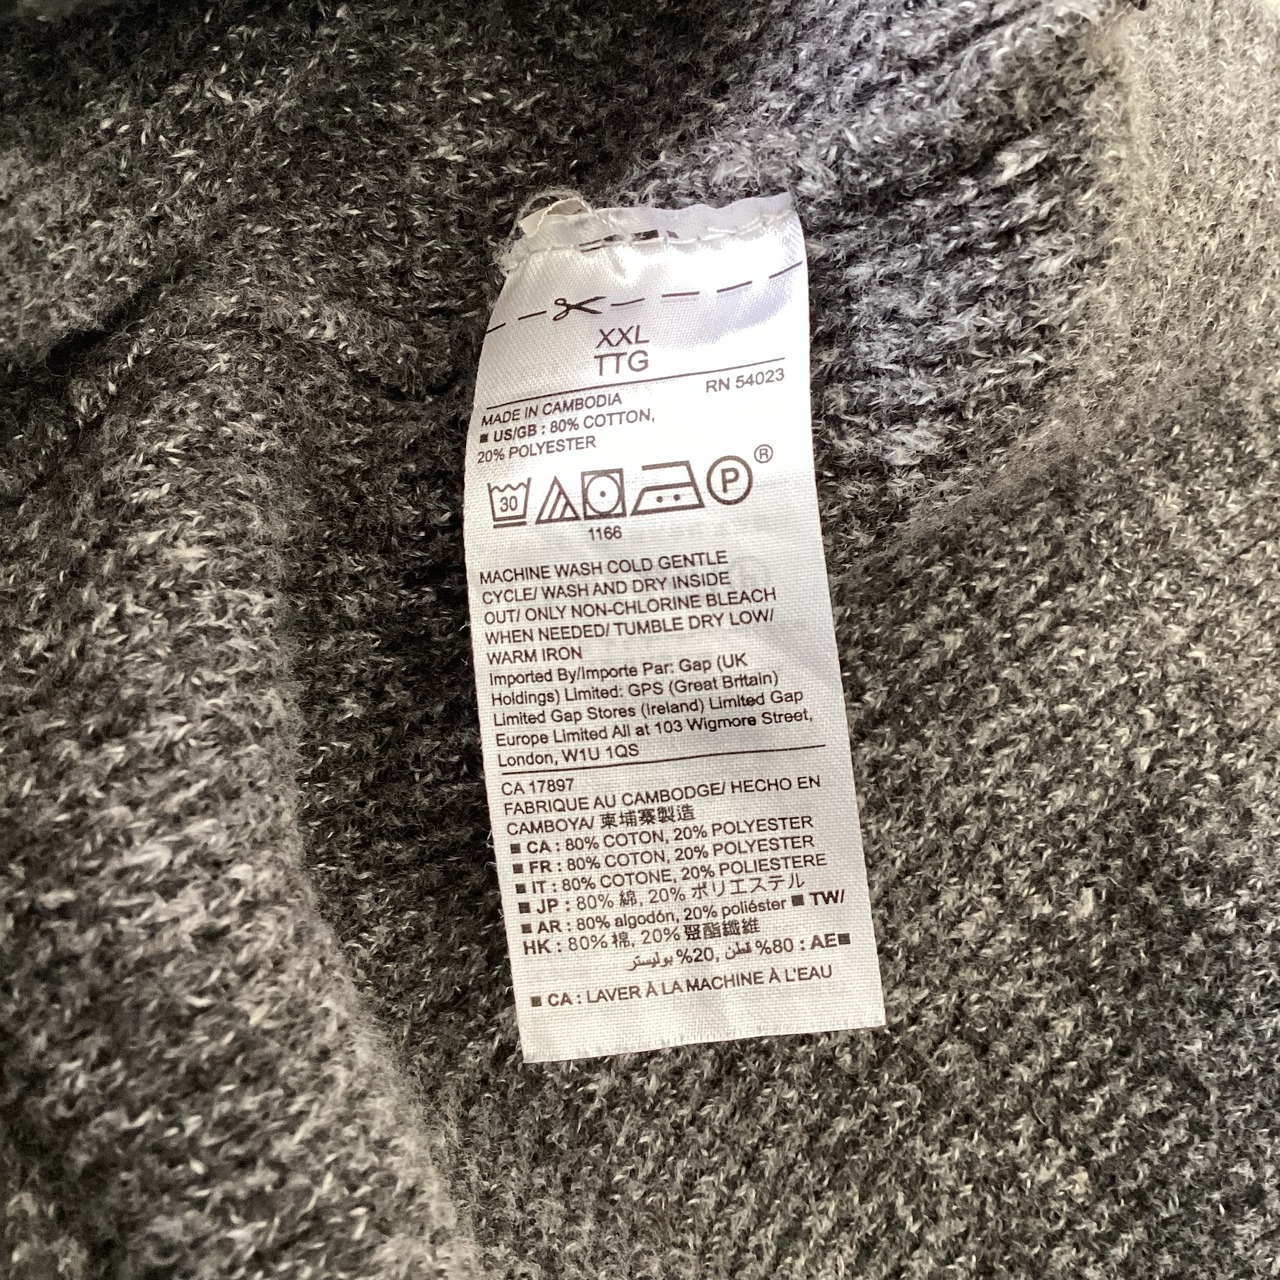 XXL
TTG
RN 54023
MADE IN CAMBODIA
■ US/GB : 80% COTTON,
20% POLYESTER
30 P ®
1166
MACHINE WASH COLD GENTLE
CYCLE/ WASH AND DRY INSIDE
OUT/ ONLY NON-CHLORINE BLEACH
WHEN NEEDED/ TUMBLE DRY LOW/
WARM IRON
Imported By/Importe Par: Gap (UK
Holdings) Limited: GPS (Great Britain)
Limited Gap Stores (Ireland) Limited Gap
Europe Limited All at 103 Wigmore Street,
London, W1U 1QS
CA 17897
FABRIQUE AU CAMBODGE/ HECHO EN
CAMBOYA/ 柬埔寨製造
■ CA : 80% COTON, 20% POLYESTER
■ FR : 80% COTON, 20% POLYESTER
■ IT : 80% COTONE, 20% POLIESTERE
■ JP : 80% 綿, 20% ポリエステル
■ AR : 80% algodón, 20% poliéster ■ TW/
HK : 80% 棉, 20% 聚酯纖維
■AE : 80% قطن, 20% بوليستر
■ CA : LAVER À LA MACHINE À L'EAU